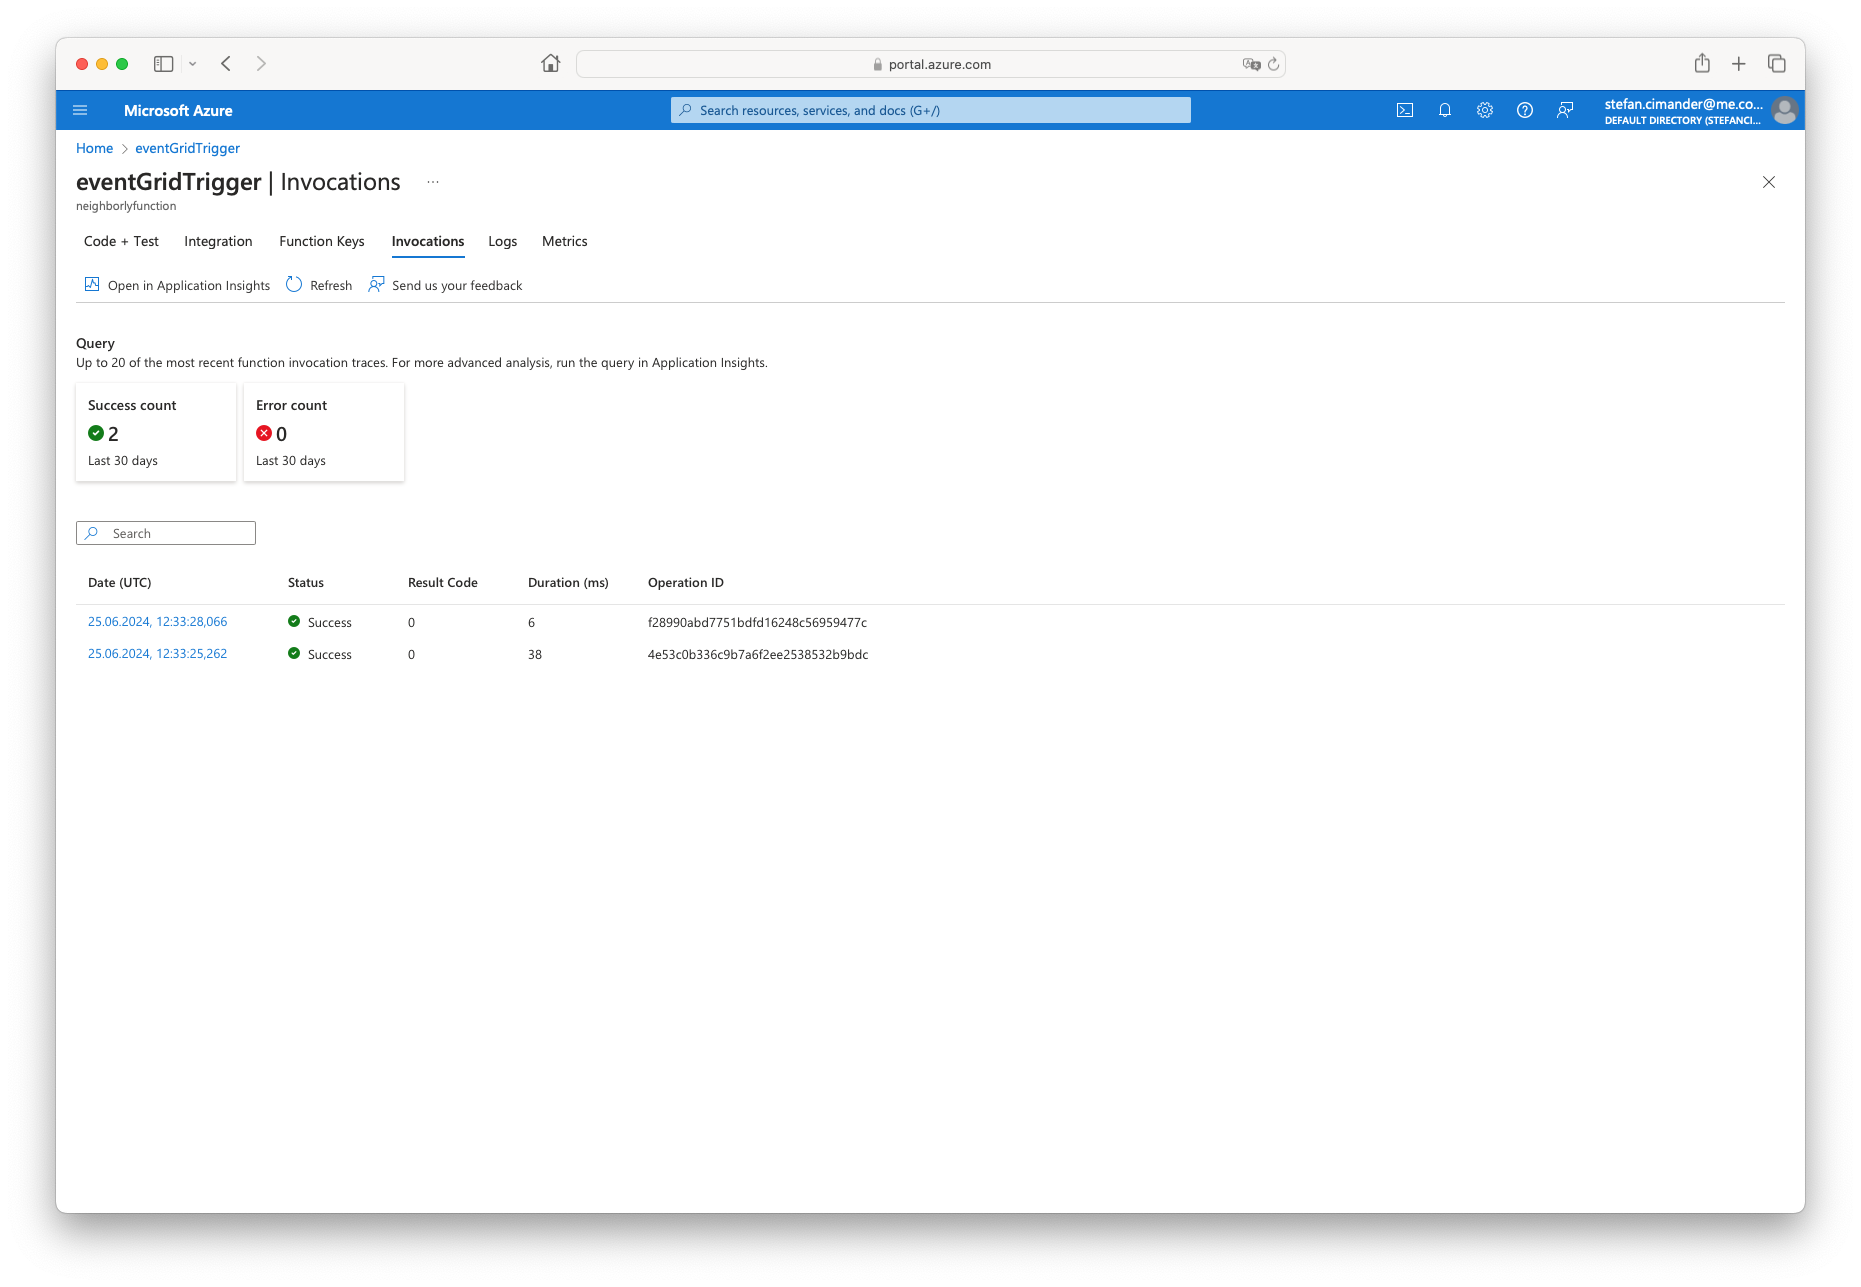 portal.azure.com
Microsoft Azure
Search resources, services, and docs (G+/)
stefan.cimander@me.co...
DEFAULT DIRECTORY (STEFANCI...
Home > eventGridTrigger
eventGridTrigger | Invocations ...
neighborlyfunction
Code + Test Integration Function Keys Invocations Logs Metrics
Open in Application Insights Refresh Send us your feedback
Query
Up to 20 of the most recent function invocation traces. For more advanced analysis, run the query in Application Insights.
Success count Error count
2 0
Last 30 days Last 30 days
Search
Date (UTC) Status Result Code Duration (ms) Operation ID
25.06.2024, 12:33:28,066 Success 0 6 f28990abd7751bdfd16248c56959477c
25.06.2024, 12:33:25,262 Success 0 38 4e53c0b336c9b7a6f2ee2538532b9bdc